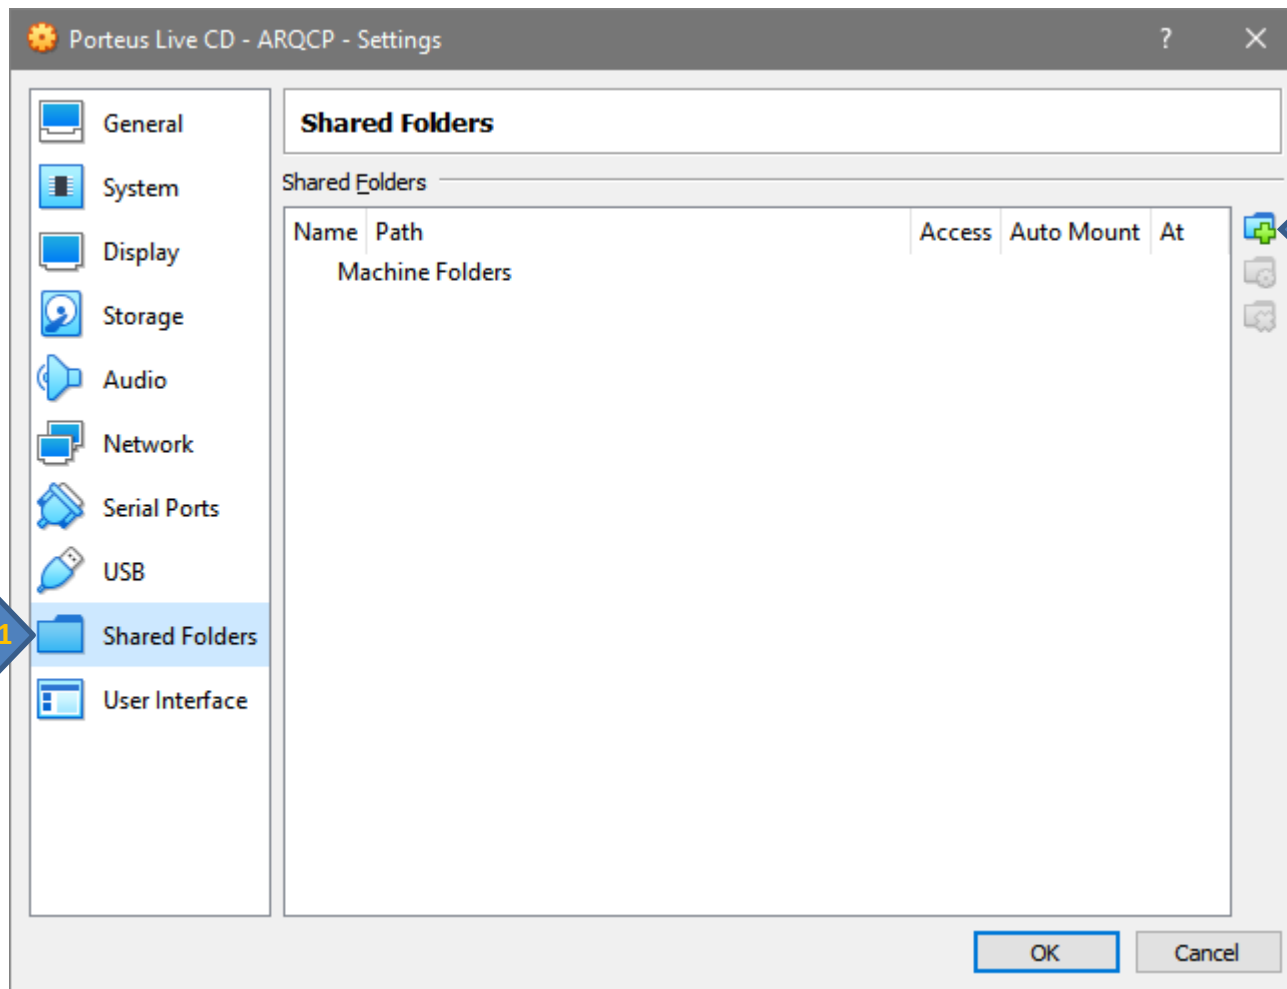 Porteus Live CD - ARQCP - Settings ?
General
System
Display
Storage
Audio
Network
Serial Ports
USB
1
Shared Folders
User Interface
Shared Folders
Shared Folders
Name Path Access Auto Mount At
Machine Folders
OK Cancel